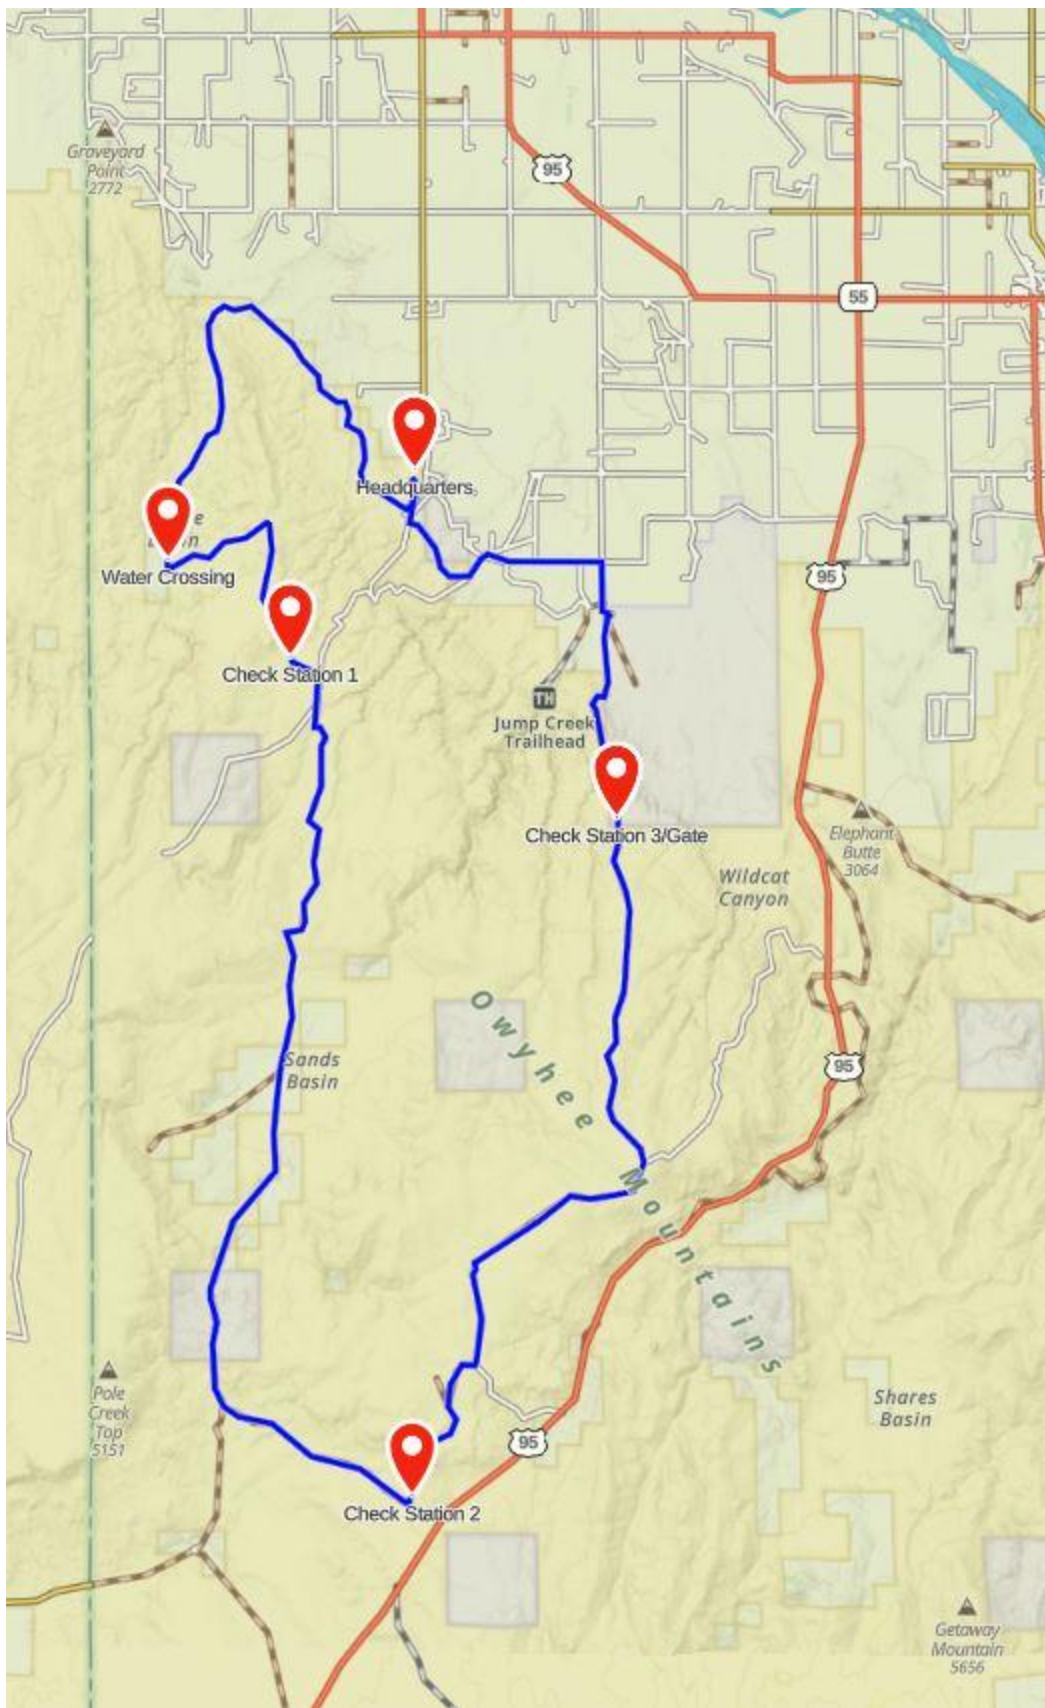 Graveyard
Point
2772
95
55
Headquarters
Water Crossing
95
Check Station 1
TH
Jump Creek
Trailhead
Check Station 3/Gate
Elephant
Butte
3064
Wildcat
Canyon
Owyhee
Mountains
Sands
Basin
95
Pole
Creek
Top
5151
Shares
Basin
95
Check Station 2
Getaway
Mountain
5656